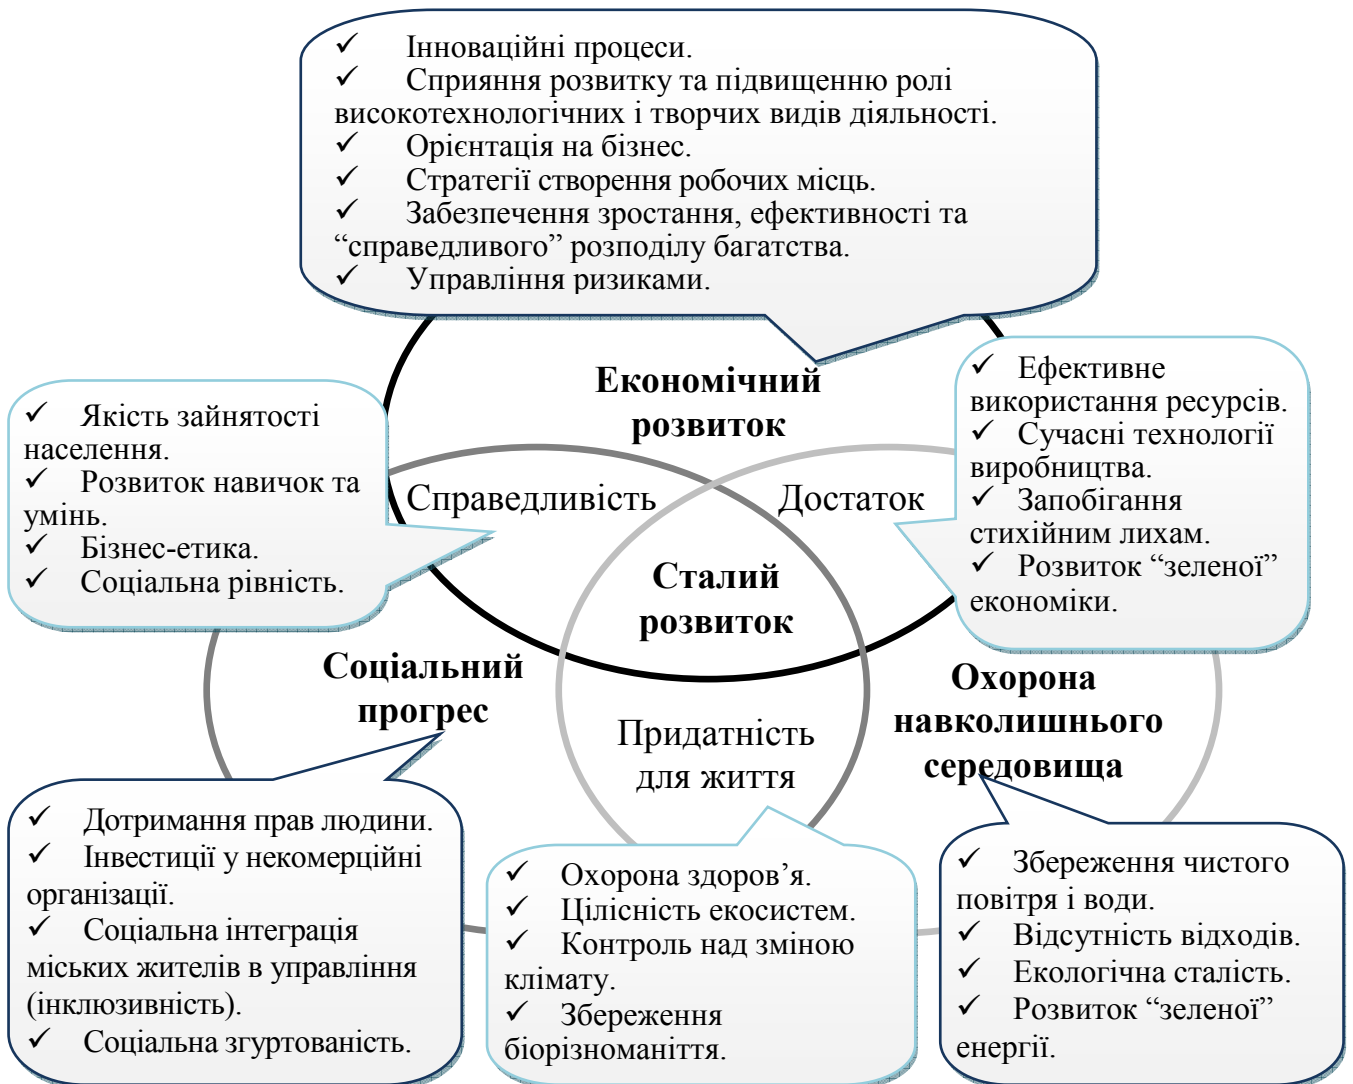 ✓ Інноваційні процеси.
✓ Сприяння розвитку та підвищенню ролі
високотехнологічних і творчих видів діяльності.
✓ Орієнтація на бізнес.
✓ Стратегії створення робочих місць.
✓ Забезпечення зростання, ефективності та
“справедливого” розподілу багатства.
✓ Управління ризиками.
Економічний
розвиток
✓ Якість зайнятості
населення.
✓ Розвиток навичок та
умінь.
✓ Бізнес-етика.
✓ Соціальна рівність.
Справедливість
Достаток
✓ Ефективне
використання ресурсів.
✓ Сучасні технології
виробництва.
✓ Запобігання
стихійним лихам.
✓ Розвиток “зеленої”
економіки.
Сталий
розвиток
Соціальний
прогрес
Придатність
для життя
Охорона
навколишнього
середовища
✓ Дотримання прав людини.
✓ Інвестиції у некомерційні
організації.
✓ Соціальна інтеграція
міських жителів в управління
(інклюзивність).
✓ Соціальна згуртованість.
✓ Охорона здоров’я.
✓ Цілісність екосистем.
✓ Контроль над зміною
клімату.
✓ Збереження
біорізноманіття.
✓ Збереження чистого
повітря і води.
✓ Відсутність відходів.
✓ Екологічна сталість.
✓ Розвиток “зеленої”
енергії.